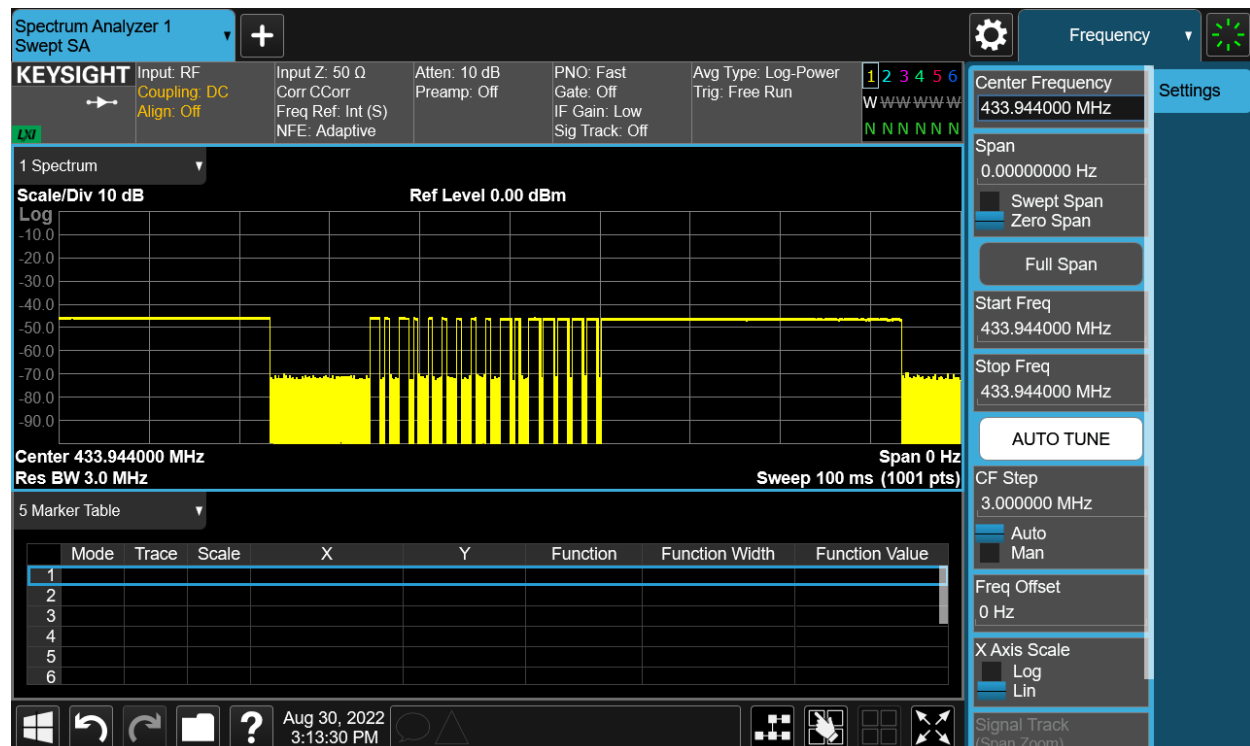 Spectrum Analyzer 1
Swept SA
Frequency
KEYSIGHT
LXI
Input: RF
Coupling: DC
Align: Off
Input Z: 50 Ω
Corr CCorr
Freq Ref: Int (S)
NFE: Adaptive
Atten: 10 dB
Preamp: Off
PNO: Fast
Gate: Off
IF Gain: Low
Sig Track: Off
Avg Type: Log-Power
Trig: Free Run
1 2 3 4 5 6
W W W W W W
N N N N N N
1 Spectrum
Scale/Div 10 dB
Ref Level 0.00 dBm
Log
-10.0
-20.0
-30.0
-40.0
-50.0
-60.0
-70.0
-80.0
-90.0
Center 433.944000 MHz
Span 0 Hz
Res BW 3.0 MHz
Sweep 100 ms (1001 pts)
5 Marker Table
Mode Trace Scale X Y Function Function Width Function Value
1
2
3
4
5
6
Aug 30, 2022
3:13:30 PM
Center Frequency
433.944000 MHz
Span
0.00000000 Hz
Swept Span
Zero Span
Full Span
Start Freq
433.944000 MHz
Stop Freq
433.944000 MHz
AUTO TUNE
CF Step
3.000000 MHz
Auto
Man
Freq Offset
0 Hz
X Axis Scale
Log
Lin
Signal Track
(Span Zoom)
Settings